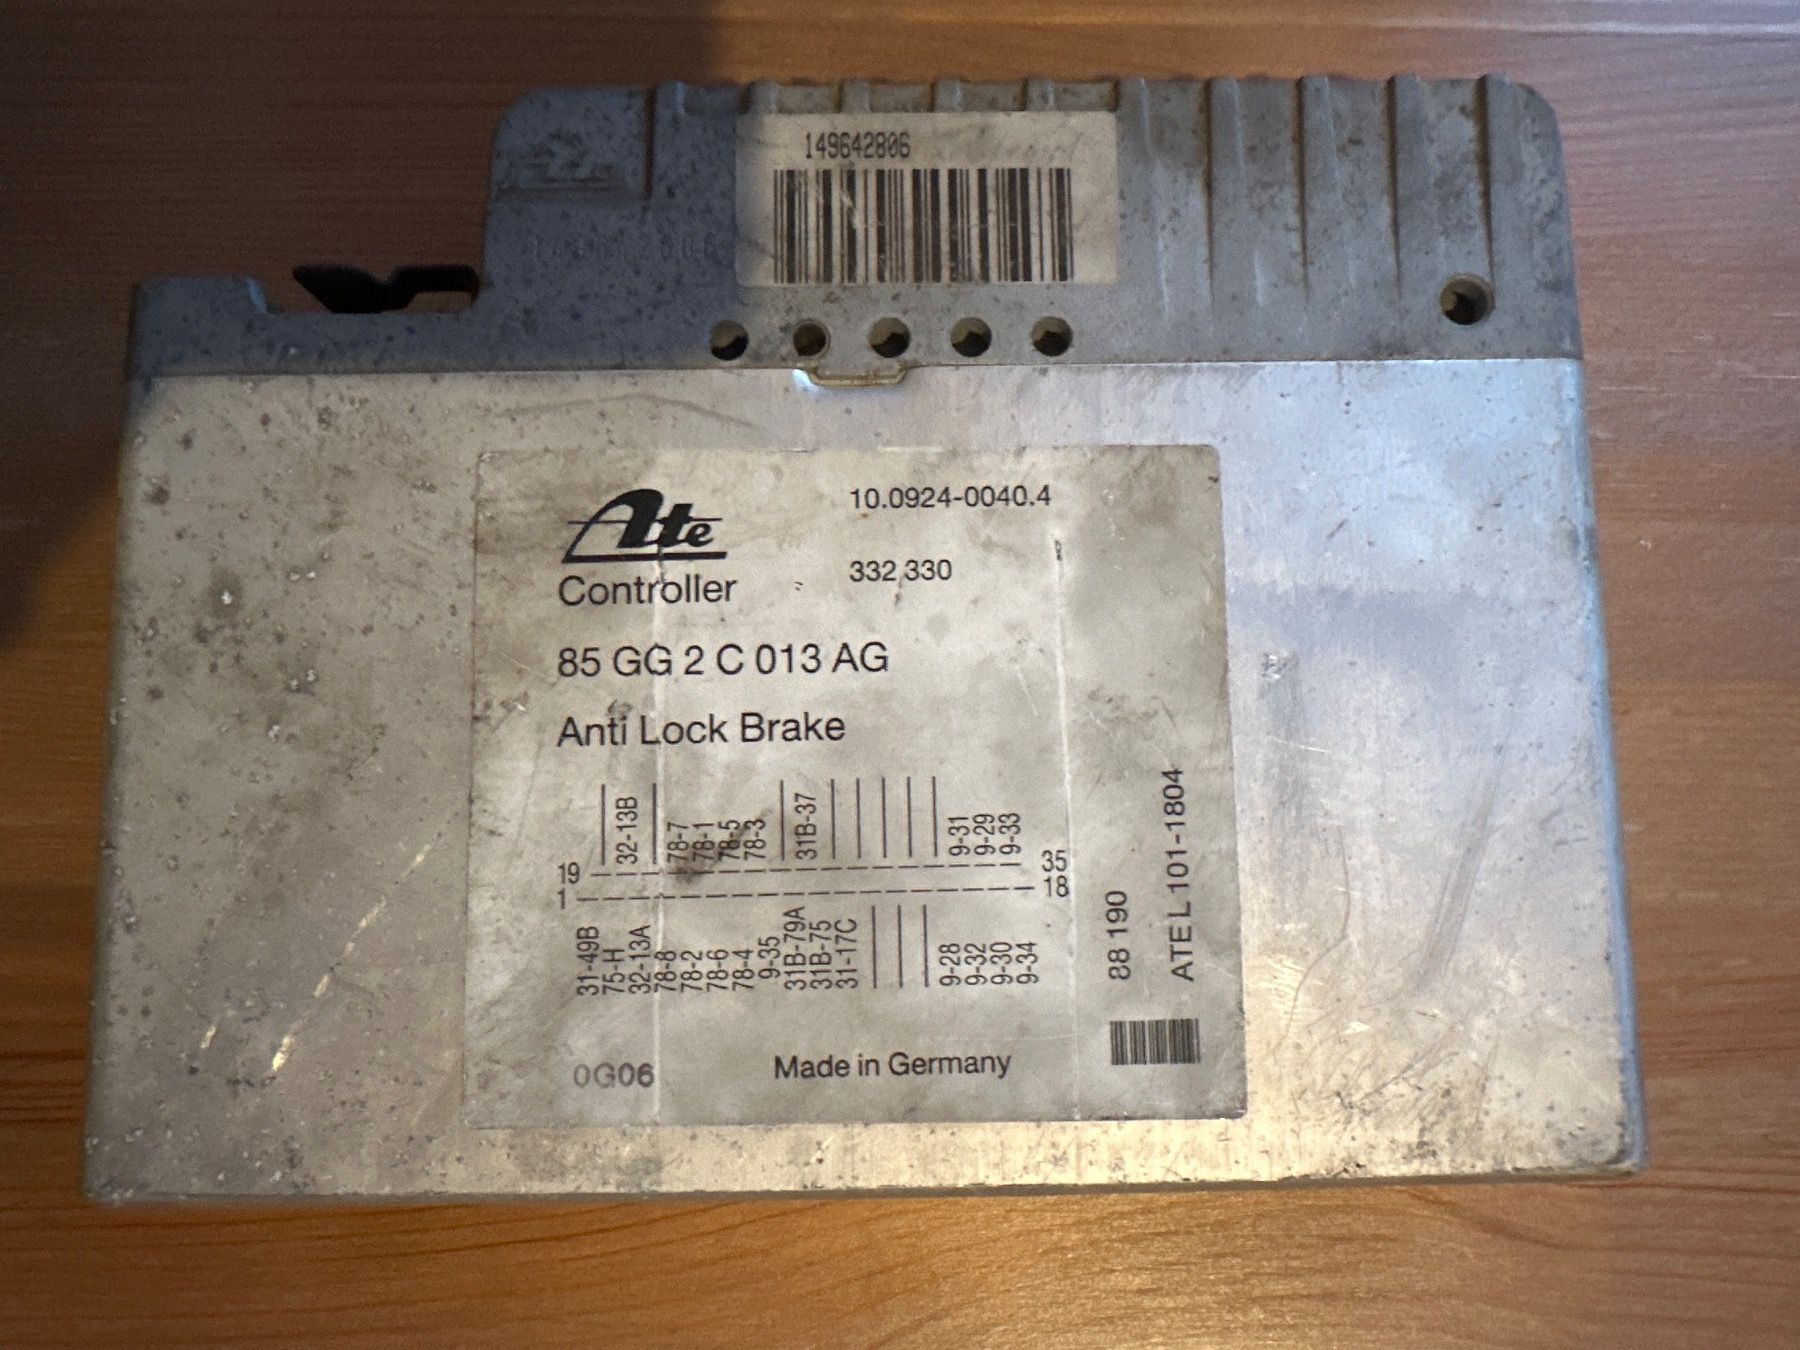 149642806
Ate
10.0924-0040.4
Controller
332 330
85 GG 2 C 013 AG
Anti Lock Brake
32-13B
78-7
78-1
78-5
78-3
31B-37
9-31
9-29
9-33
19
35
1
18
31-49B
75-H
32-13A
78-8
78-2
78-6
78-4
9-35
31B-79A
31B-75
31-17C
9-28
9-32
9-30
9-34
88 190
ATE L 101-1804
0G06
Made in Germany